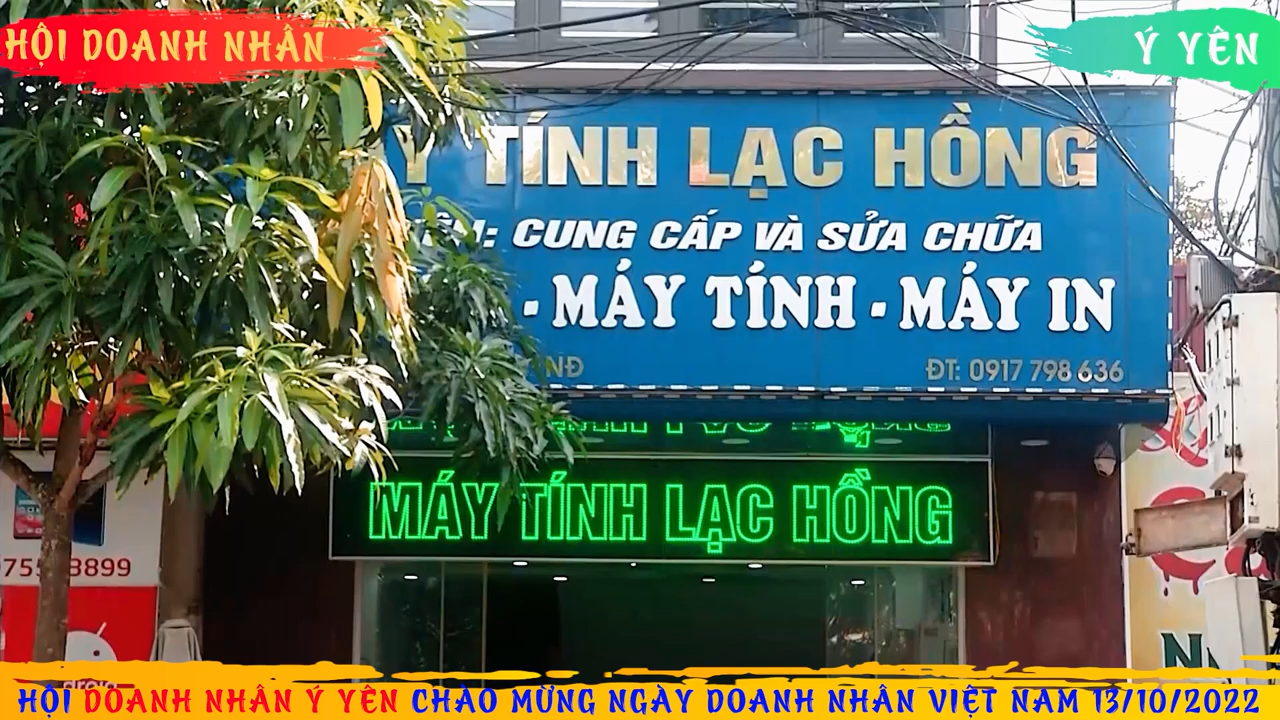 HỘI DOANH NHÂN
Ý YÊN
Y TÍNH LẠC HỒNG
CUNG CẤP VÀ SỬA CHỮA
- MÁY TÍNH - MÁY IN
NĐ
ĐT: 0917 798 636
MÁY TÍNH LẠC HỒNG
8899
HỘI DOANH NHÂN Ý YÊN CHÀO MỪNG NGÀY DOANH NHÂN VIỆT NAM 13/10/2022